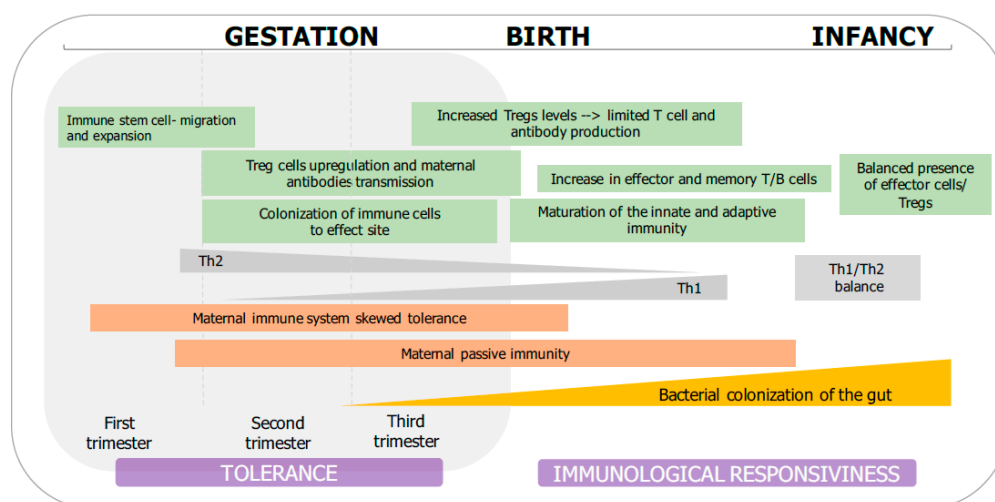 GESTATION BIRTH INFANCY
Immune stem cell- migration
and expansion
Increased Tregs levels --> limited T cell and
antibody production
Treg cells upregulation and maternal
antibodies transmission
Increase in effector and memory T/B cells
Balanced presence
of effector cells/
Tregs
Colonization of immune cells
to effect site
Maturation of the innate and adaptive
immunity
Th2
Th1
Th1/Th2
balance
Maternal immune system skewed tolerance
Maternal passive immunity
Bacterial colonization of the gut
First
trimester
Second
trimester
Third
trimester
TOLERANCE
IMMUNOLOGICAL RESPONSIVINESS